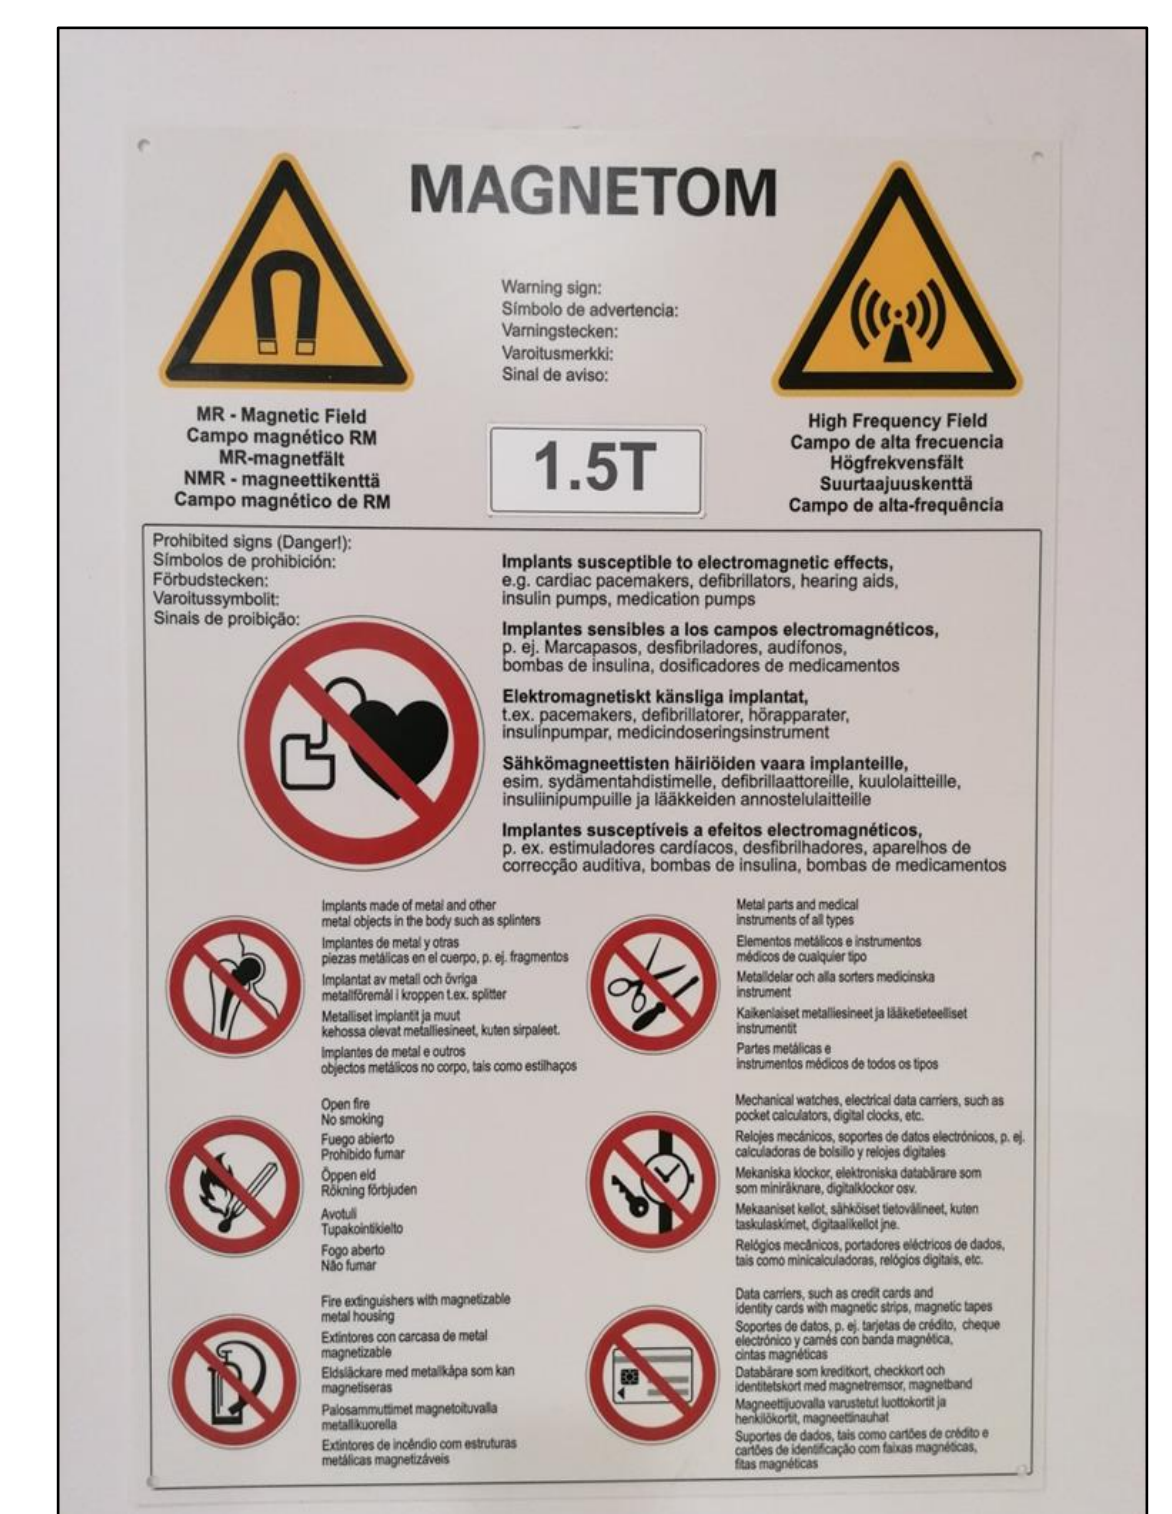 MAGNETOM
Warning sign:
Símbolo de advertencia:
Varningstecken:
Varoitusmerkki:
Sinal de aviso:
MR - Magnetic Field
Campo magnético RM
MR-magnetfält
NMR - magneettikenttä
Campo magnético de RM
1.5T
High Frequency Field
Campo de alta frecuencia
Högfrekvensfält
Suurtaajuuskenttä
Campo de alta-frequência
Prohibited signs (Danger!):
Símbolos de prohibición:
Förbudstecken:
Varoitussymbolit:
Sinais de proibição:
Implants susceptible to electromagnetic effects,
e.g. cardiac pacemakers, defibrillators, hearing aids,
insulin pumps, medication pumps
Implantes sensibles a los campos electromagnéticos,
p. ej. Marcapasos, desfibriladores, audífonos,
bombas de insulina, dosificadores de medicamentos
Elektromagnetiskt känsliga implantat,
t.ex. pacemakers, defibrillatorer, hörapparater,
insulinpumpar, medicindoseringsinstrument
Sähkömagneettisten häiriöiden vaara implanteille,
esim. sydämentahdistimelle, defibrillaattoreille, kuulolaitteille,
insuliinipumpuille ja lääkkeiden annostelulaitteille
Implantes susceptíveis a efeitos electromagnéticos,
p. ex. estimuladores cardíacos, desfibrilhadores, aparelhos de
correcção auditiva, bombas de insulina, bombas de medicamentos
Implants made of metal and other
metal objects in the body such as splinters
Implantes de metal y otras
piezas metálicas en el cuerpo, p. ej. fragmentos
Implantat av metall och övriga
metallföremål i kroppen t.ex. splitter
Metalliset implantit ja muut
kehossa olevat metalliesineet, kuten sirpaleet.
Implantes de metal e outros
objectos metálicos no corpo, tais como estilhaços
Metal parts and medical
instruments of all types
Elementos metálicos e instrumentos
médicos de cualquier tipo
Metalldelar och alla sorters medicinska
instrument
Kaikenlaiset metalliesineet ja lääketieteelliset
instrumentit
Partes metálicas e
instrumentos médicos de todos os tipos
Open fire
No smoking
Fuego abierto
Prohibido fumar
Öppen eld
Rökning förbjuden
Avotuli
Tupakointikielto
Fogo aberto
Não fumar
Mechanical watches, electrical data carriers, such as
pocket calculators, digital clocks, etc.
Relojes mecánicos, soportes de datos electrónicos, p. ej.
calculadoras de bolsillo y relojes digitales
Mekaniska klockor, elektroniska databärare som
som miniräknare, digitalklockor osv.
Mekaaniset kellot, sähköiset tietovälineet, kuten
taskulaskimet, digitaalikellot jne.
Relógios mecânicos, portadores eléctricos de dados,
tais como minicalculadoras, relógios digitais, etc.
Fire extinguishers with magnetizable
metal housing
Extintores con carcasa de metal
magnetizable
Eldsläckare med metallkåpa som kan
magnetiseras
Palosammuttimet magnetoituvalla
metallikuorella
Extintores de incêndio com estruturas
metálicas magnetizáveis
Data carriers, such as credit cards and
identity cards with magnetic strips, magnetic tapes
Soportes de datos, p. ej. tarjetas de crédito, cheque
electrónico y carnés con banda magnética,
cintas magnéticas
Databärare som kreditkort, checkkort och
identitetskort med magnetremsor, magnetband
Magneettijuovalla varustetut luottokortit ja
henkilökortit, magneettinauhat
Suportes de dados, tais como cartões de crédito e
cartões de identificação com faixas magnéticas,
fitas magnéticas